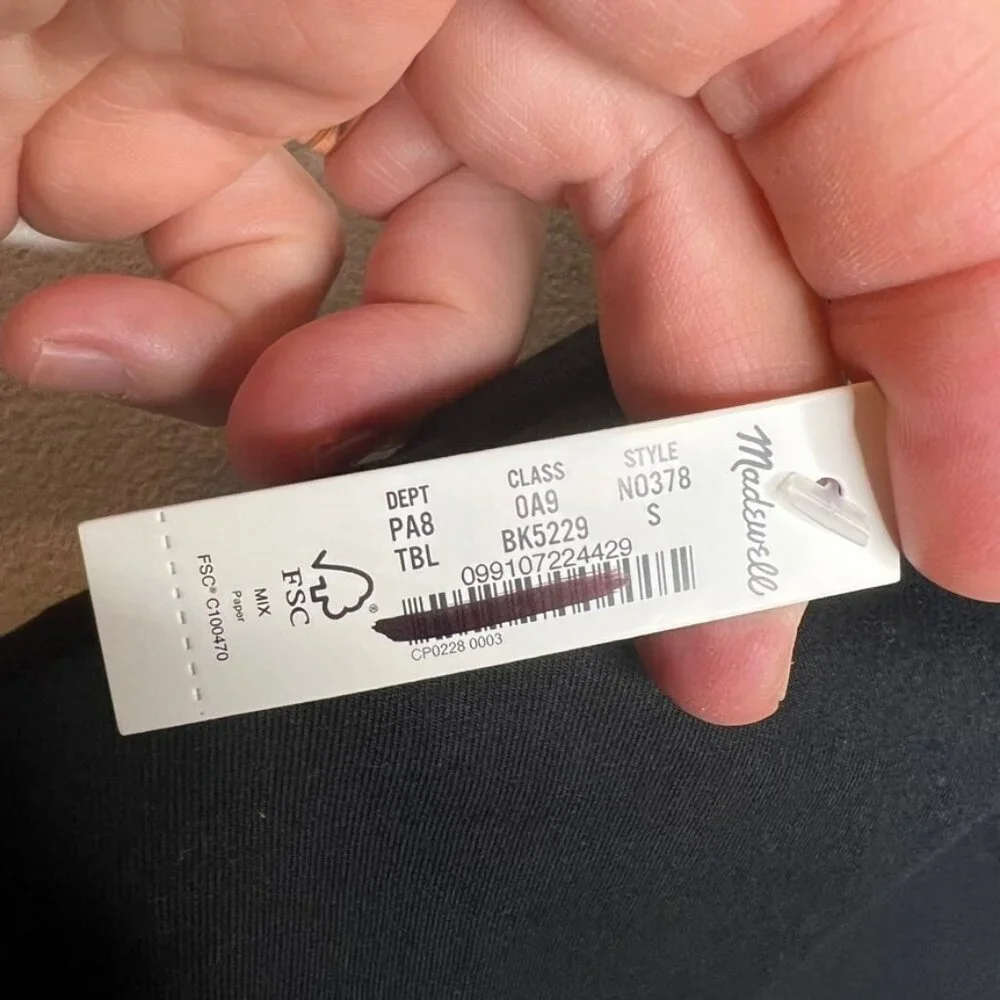 DEPT CLASS STYLE
PA8 0A9 N0378
TBL BK5229 S
099107224429
CP0228 0003
Madewell
FSC®
MIX
Paper
FSC® C100470